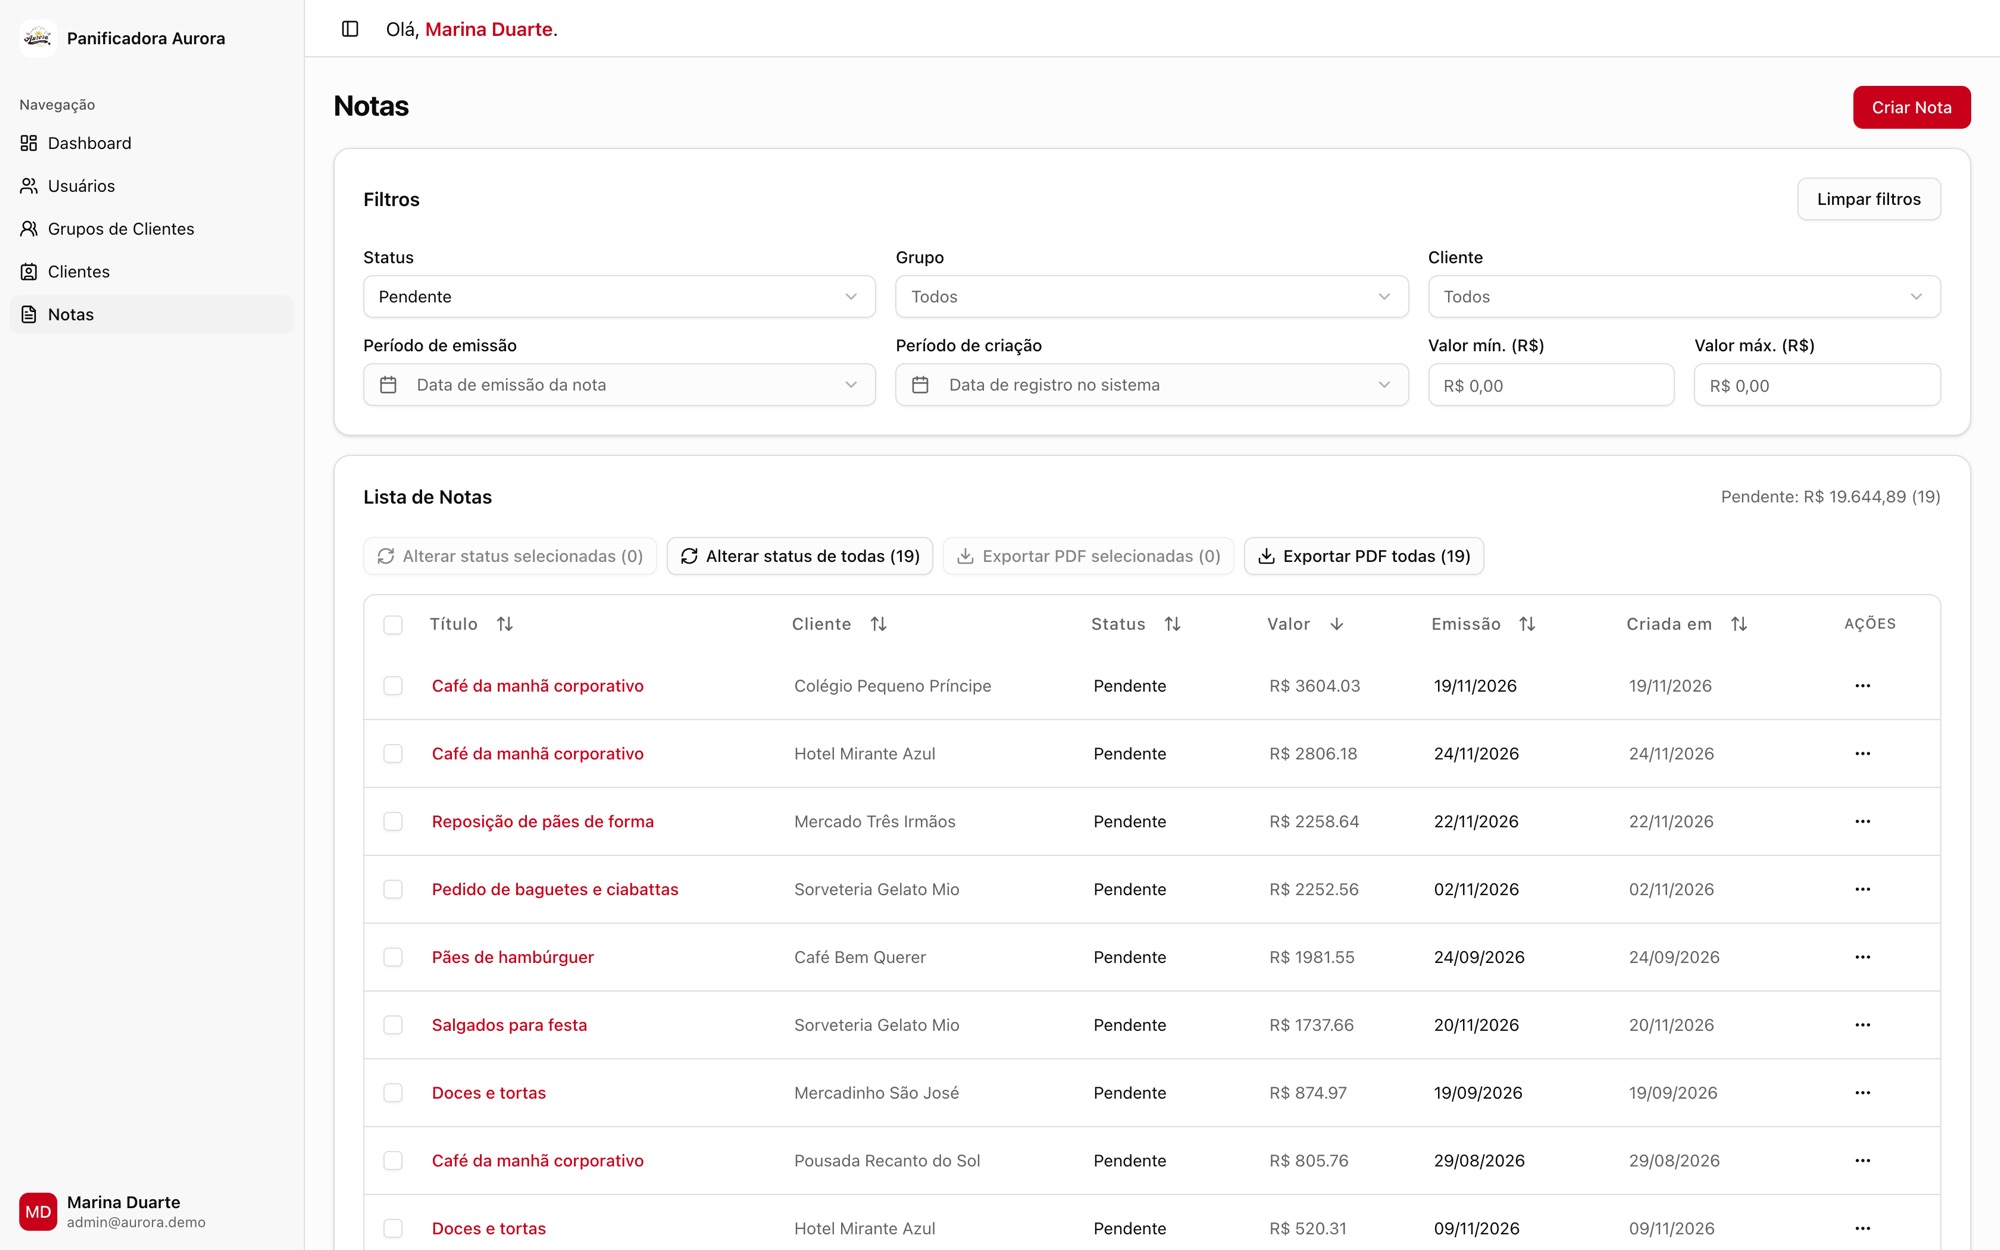 Aurora
Panificadora Aurora
Navegação
Dashboard
Usuários
Grupos de Clientes
Clientes
Notas
MD
Marina Duarte
admin@aurora.demo
Olá, Marina Duarte.
Notas
Criar Nota
Filtros
Limpar filtros
Status
Grupo
Cliente
Pendente
Todos
Todos
Período de emissão
Período de criação
Valor mín. (R$)
Valor máx. (R$)
Data de emissão da nota
Data de registro no sistema
R$ 0,00
R$ 0,00
Lista de Notas
Pendente: R$ 19.644,89 (19)
Alterar status selecionadas (0)
Alterar status de todas (19)
Exportar PDF selecionadas (0)
Exportar PDF todas (19)
Título Cliente Status Valor Emissão Criada em AÇÕES
Café da manhã corporativo Colégio Pequeno Príncipe Pendente R$ 3604.03 19/11/2026 19/11/2026
Café da manhã corporativo Hotel Mirante Azul Pendente R$ 2806.18 24/11/2026 24/11/2026
Reposição de pães de forma Mercado Três Irmãos Pendente R$ 2258.64 22/11/2026 22/11/2026
Pedido de baguetes e ciabattas Sorveteria Gelato Mio Pendente R$ 2252.56 02/11/2026 02/11/2026
Pães de hambúrguer Café Bem Querer Pendente R$ 1981.55 24/09/2026 24/09/2026
Salgados para festa Sorveteria Gelato Mio Pendente R$ 1737.66 20/11/2026 20/11/2026
Doces e tortas Mercadinho São José Pendente R$ 874.97 19/09/2026 19/09/2026
Café da manhã corporativo Pousada Recanto do Sol Pendente R$ 805.76 29/08/2026 29/08/2026
Doces e tortas Hotel Mirante Azul Pendente R$ 520.31 09/11/2026 09/11/2026